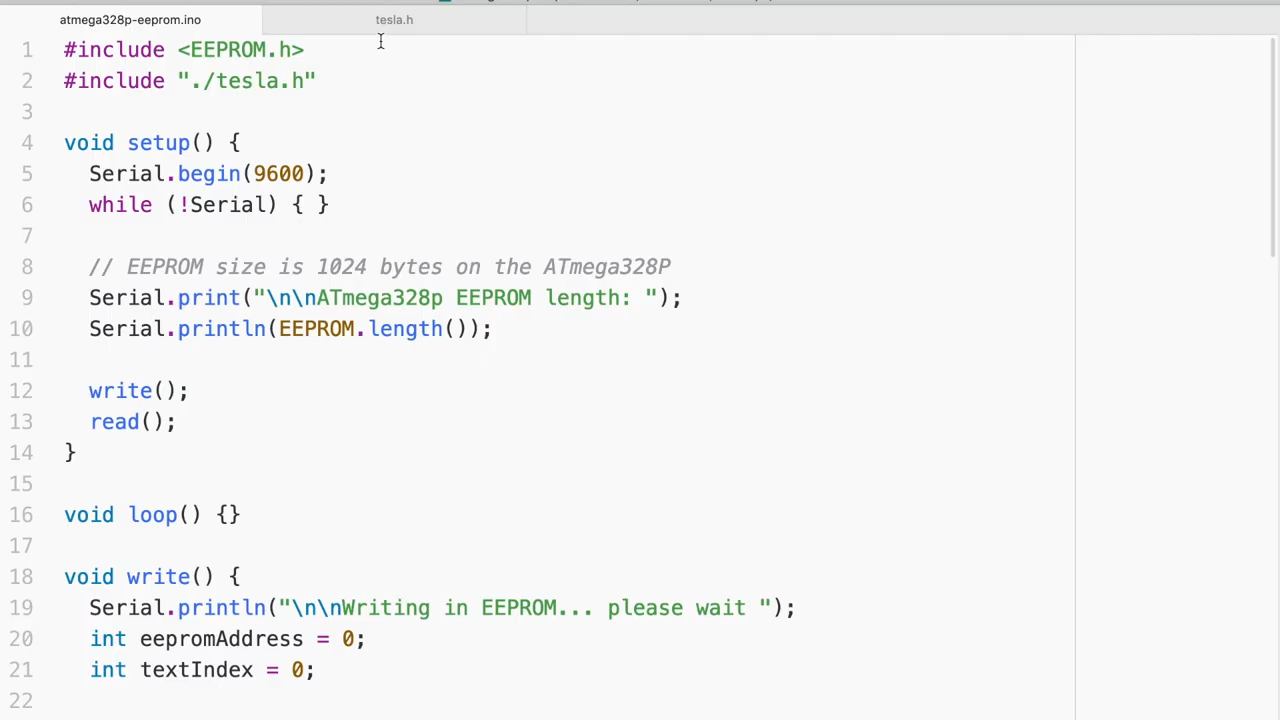 atmega328p-eeprom.ino tesla.h
1 #include <EEPROM.h>
2 #include "./tesla.h"
3
4 void setup() {
5 Serial.begin(9600);
6 while (!Serial) { }
7
8 // EEPROM size is 1024 bytes on the ATmega328P
9 Serial.print("\n\nATmega328p EEPROM length: ");
10 Serial.println(EEPROM.length());
11
12 write();
13 read();
14 }
15
16 void loop() {}
17
18 void write() {
19 Serial.println("\n\nWriting in EEPROM... please wait ");
20 int eepromAddress = 0;
21 int textIndex = 0;
22